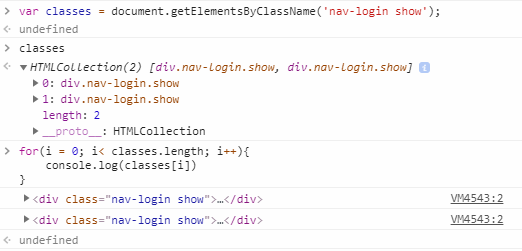 var classes = document.getElementsByClassName('nav-login show');
undefined
classes
HTMLCollection(2) [div.nav-login.show, div.nav-login.show] i
0: div.nav-login.show
1: div.nav-login.show
length: 2
__proto__: HTMLCollection
for(i = 0; i< classes.length; i++){
console.log(classes[i])
}
<div class="nav-login show">…</div> VM4543:2
<div class="nav-login show">…</div> VM4543:2
undefined